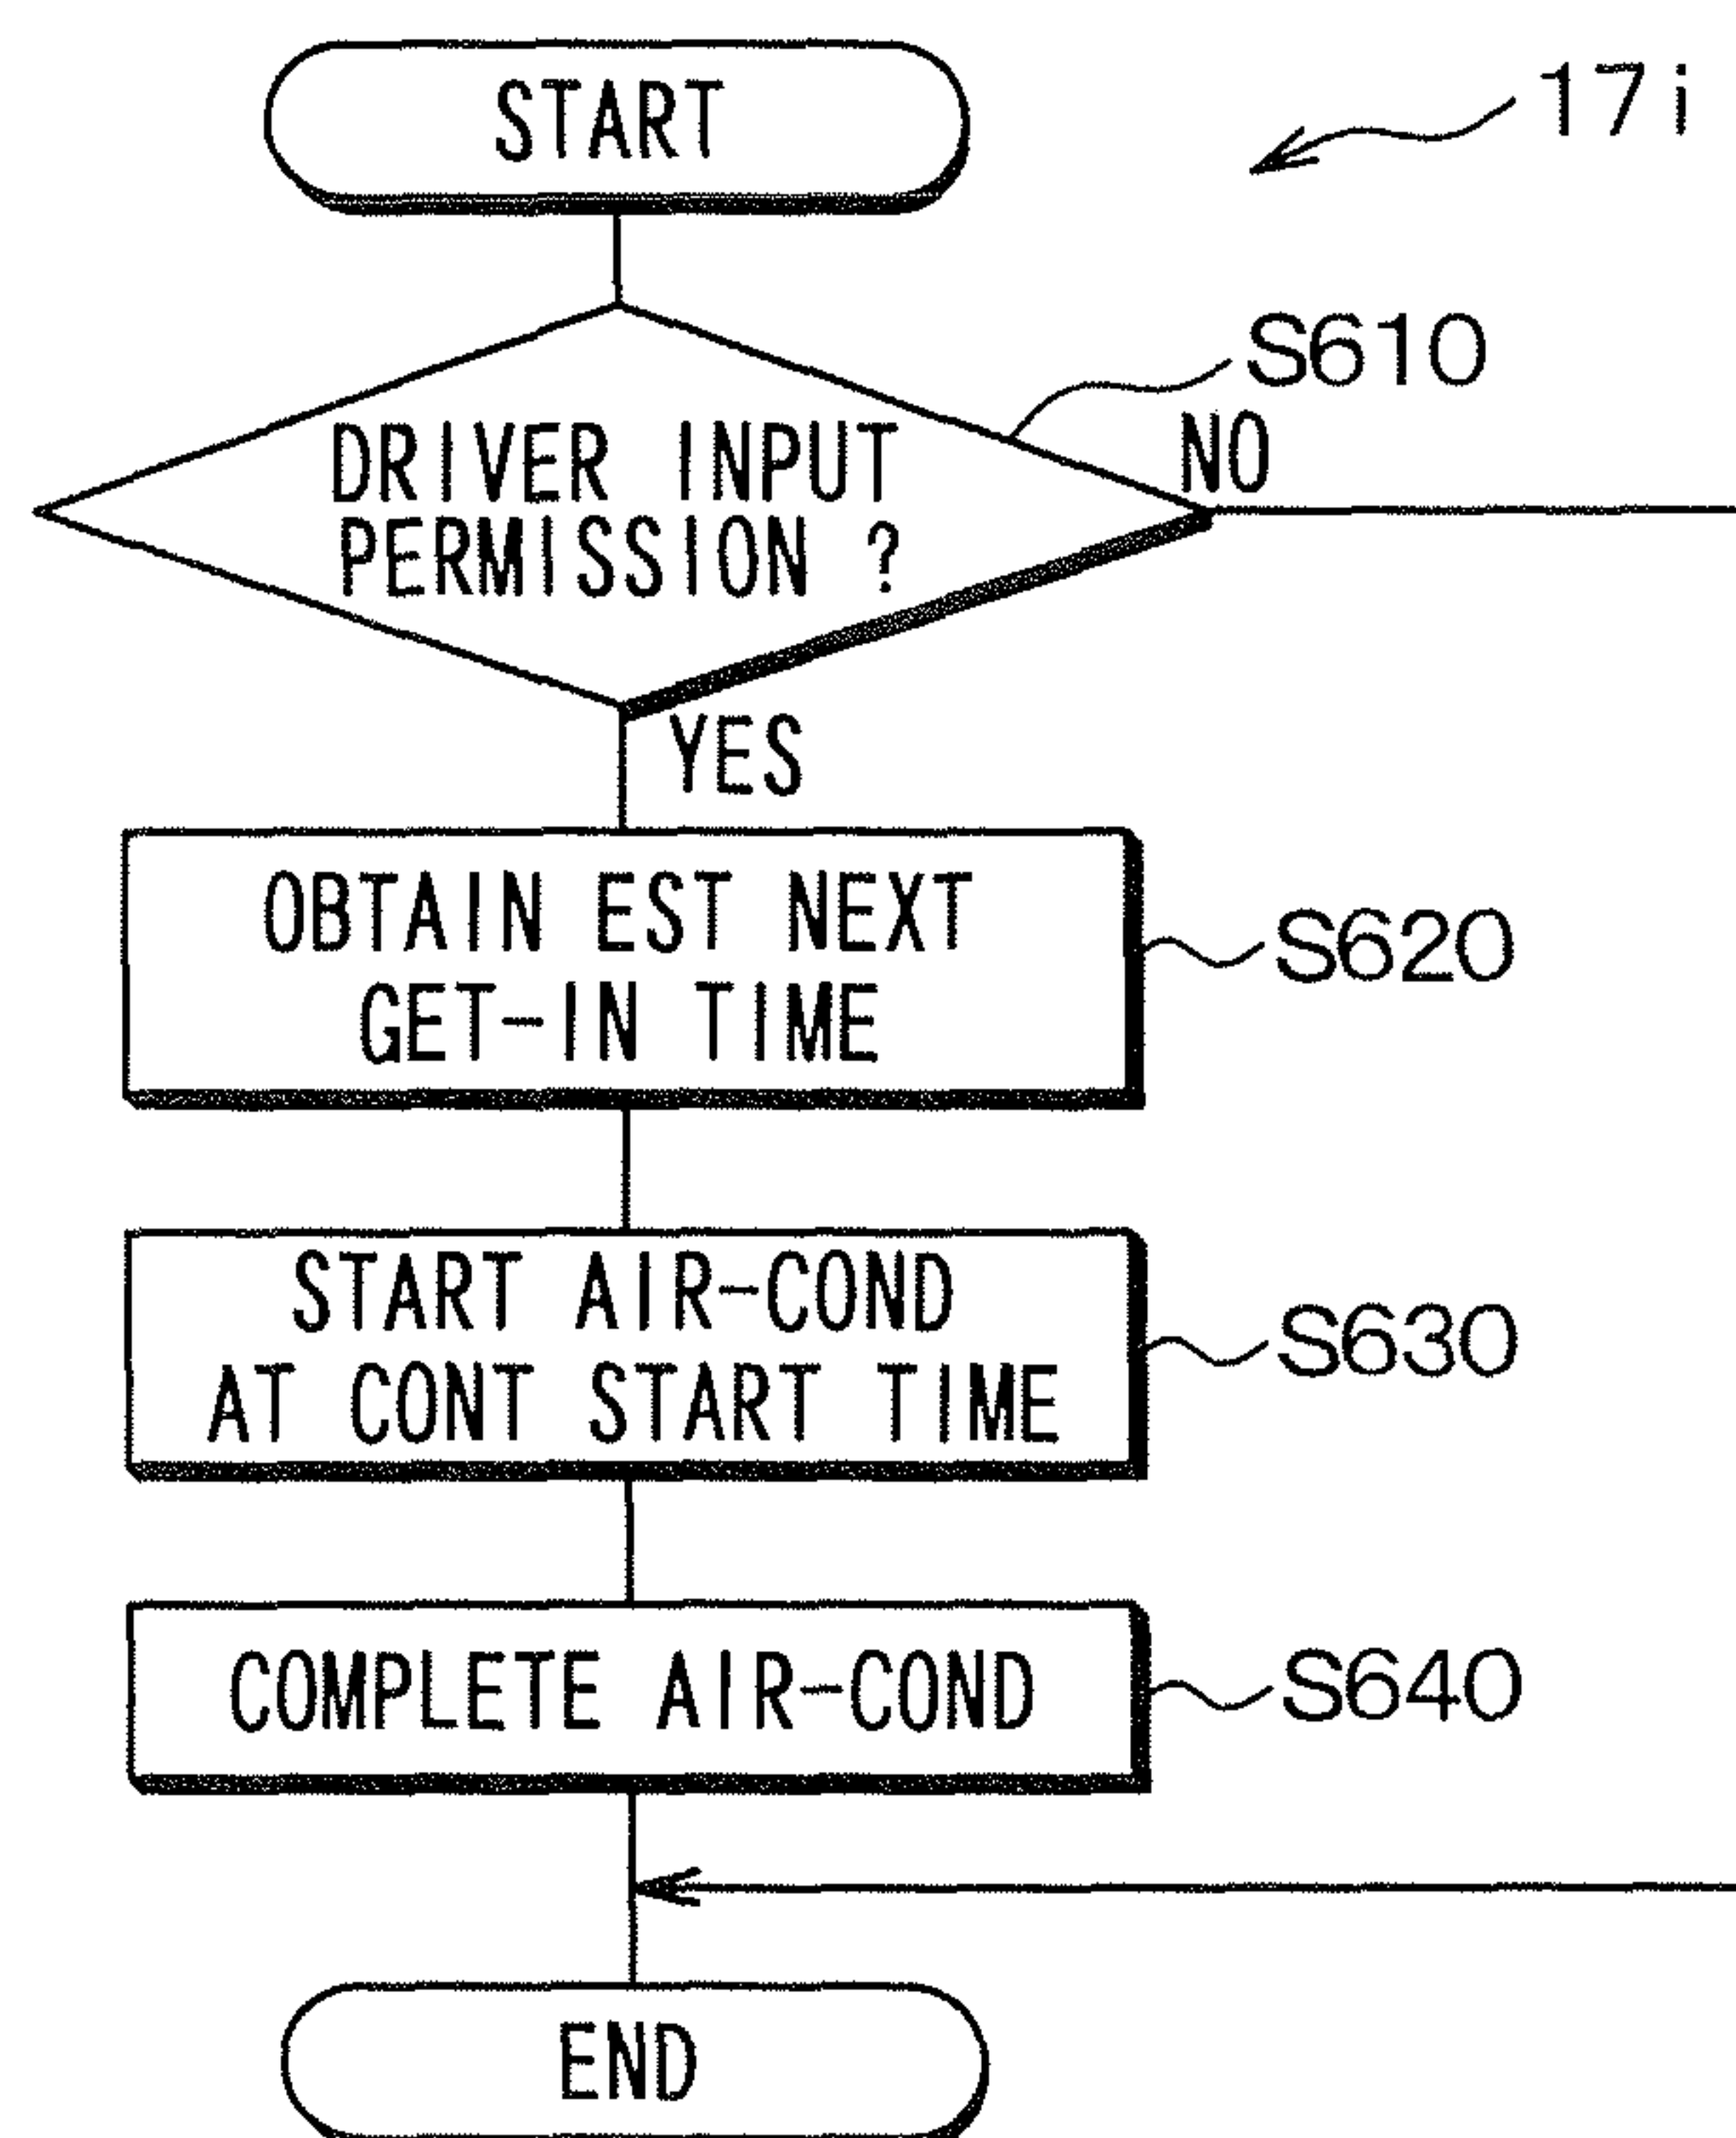 START
17i
S610
DRIVER INPUT
PERMISSION ?
NO
YES
OBTAIN EST NEXT
GET-IN TIME
S620
START AIR-COND
AT CONT START TIME
S630
COMPLETE AIR-COND
S640
END